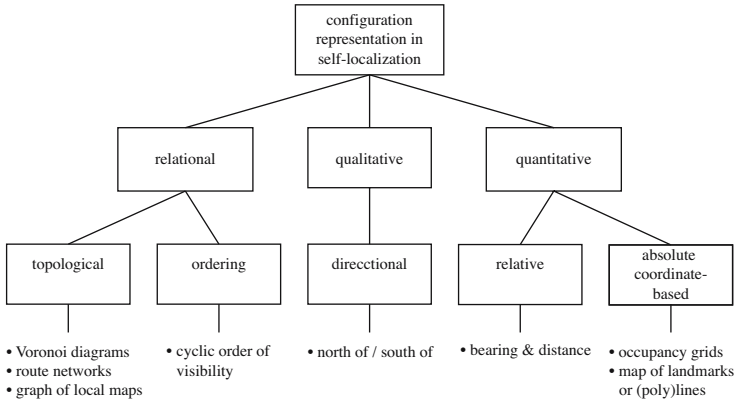 configuration
representation in
self-localization
relational
qualitative
quantitative
topological
ordering
direcctional
relative
absolute
coordinate-
based
• Voronoi diagrams
• route networks
• graph of local maps
• cyclic order of
visibility
• north of / south of
• bearing & distance
• occupancy grids
• map of landmarks
or (poly)lines